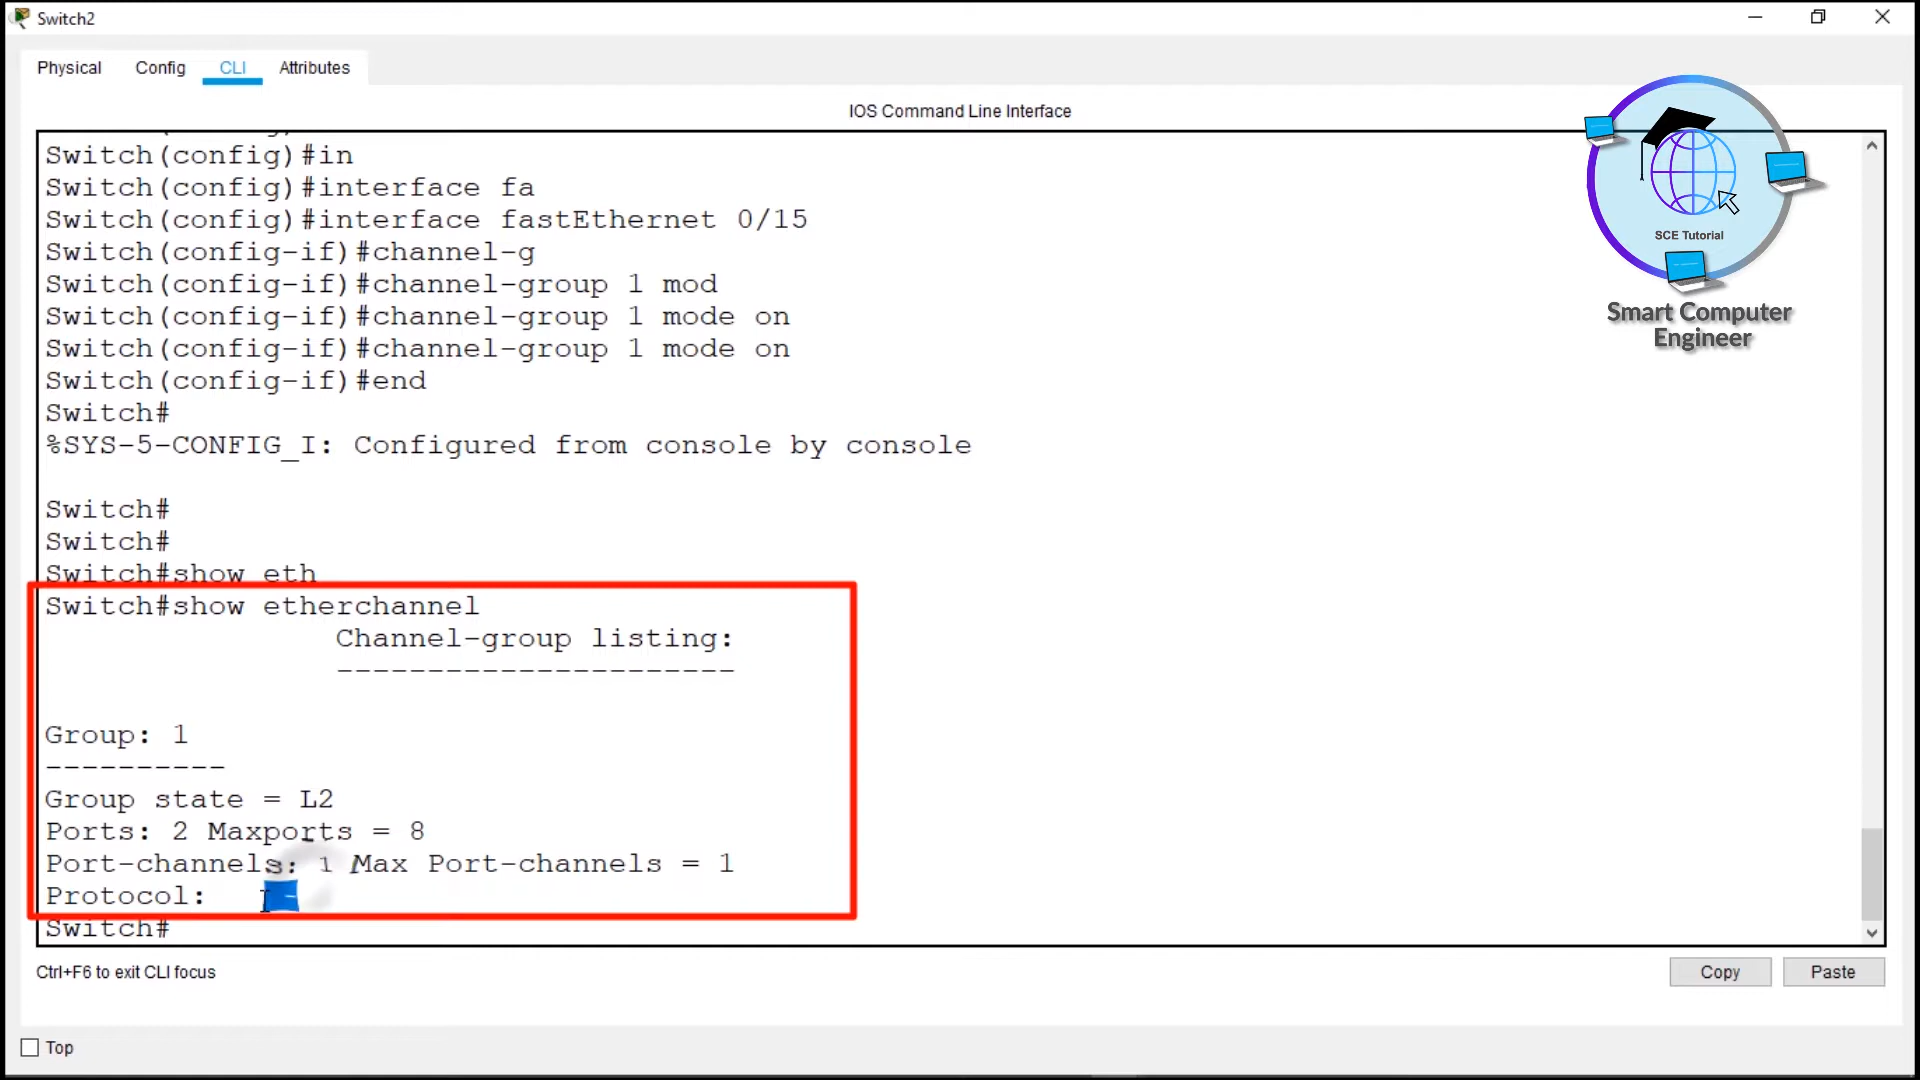 Switch2
Physical Config CLI Attributes
IOS Command Line Interface
Switch(config)#in
Switch(config)#interface fa
Switch(config)#interface fastEthernet 0/15
Switch(config-if)#channel-g
Switch(config-if)#channel-group 1 mod
Switch(config-if)#channel-group 1 mode on
Switch(config-if)#channel-group 1 mode on
Switch(config-if)#end
Switch#
%SYS-5-CONFIG_I: Configured from console by console
Switch#
Switch#
Switch#show eth
Switch#show etherchannel
Channel-group listing:
----------------------
Group: 1
----------
Group state = L2
Ports: 2 Maxports = 8
Port-channels: 1 Max Port-channels = 1
Protocol:
Switch#
SCE Tutorial
Smart Computer
Engineer
Ctrl+F6 to exit CLI focus
Copy Paste
Top